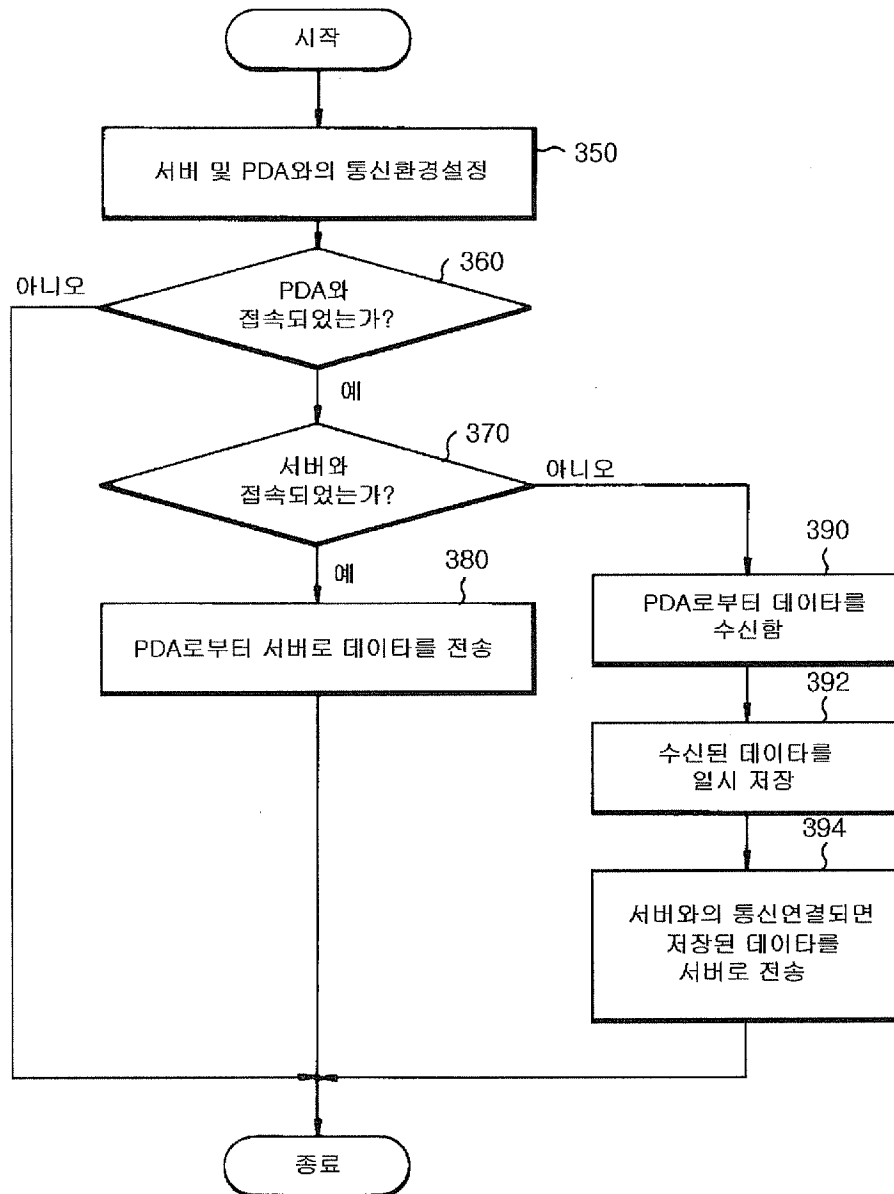 시작
서버 및 PDA와의 통신환경설정
350
360
아니오
PDA와
접속되었는가?
예
370
서버와
접속되었는가?
아니오
예
380
PDA로부터 서버로 데이타를 전송
390
PDA로부터 데이타를
수신함
392
수신된 데이타를
일시 저장
394
서버와의 통신연결되면
저장된 데이타를
서버로 전송
종료